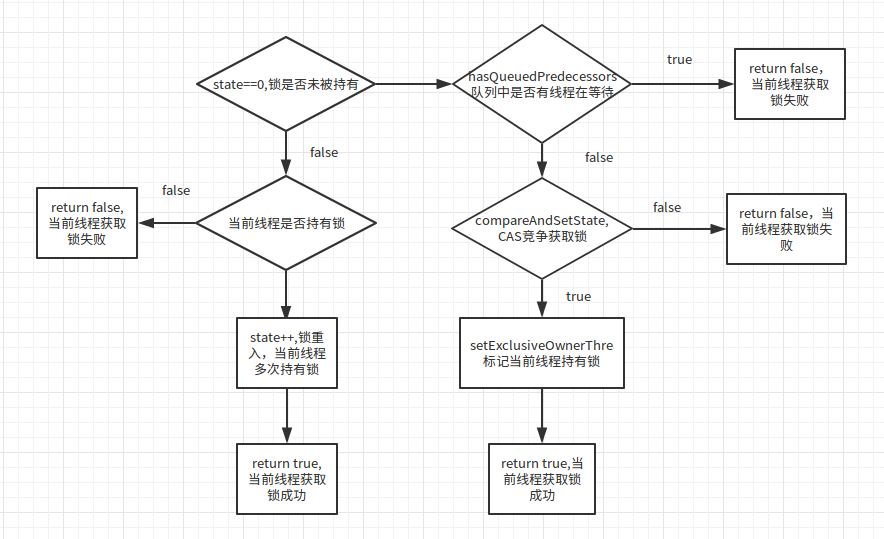 state==0,锁是否未被持有
hasQueuedPredecessors
队列中是否有线程在等待
true
return false，
当前线程获取
锁失败
false
false
false
return false,
当前线程获取
锁失败
当前线程是否持有锁
compareAndSetState,
CAS竞争获取锁
false
return false，当
前线程获取锁失
败
true
state++,锁重
入，当前线程
多次持有锁
setExclusiveOwnerThre
标记当前线程持有锁
return true,
当前线程获取
锁成功
return true,当
前线程获取锁
成功